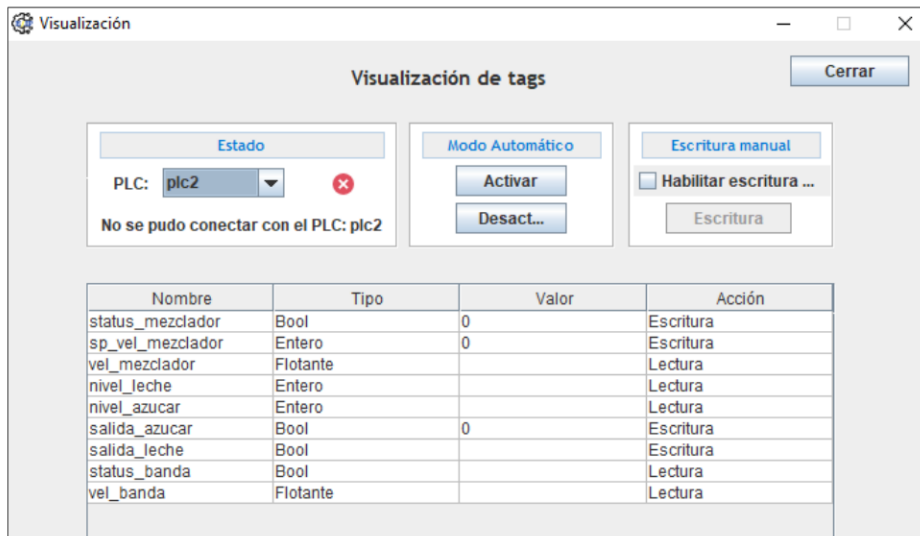 Visualización
Visualización de tags
Cerrar
Estado
PLC: plc2
No se pudo conectar con el PLC: plc2
Modo Automático
Activar
Desact...
Escritura manual
Habilitar escritura ...
Escritura
Nombre Tipo Valor Acción
status_mezclador Bool 0 Escritura
sp_vel_mezclador Entero 0 Escritura
vel_mezclador Flotante Lectura
nivel_leche Entero Lectura
nivel_azucar Entero Lectura
salida_azucar Bool 0 Escritura
salida_leche Bool Escritura
status_banda Bool Lectura
vel_banda Flotante Lectura